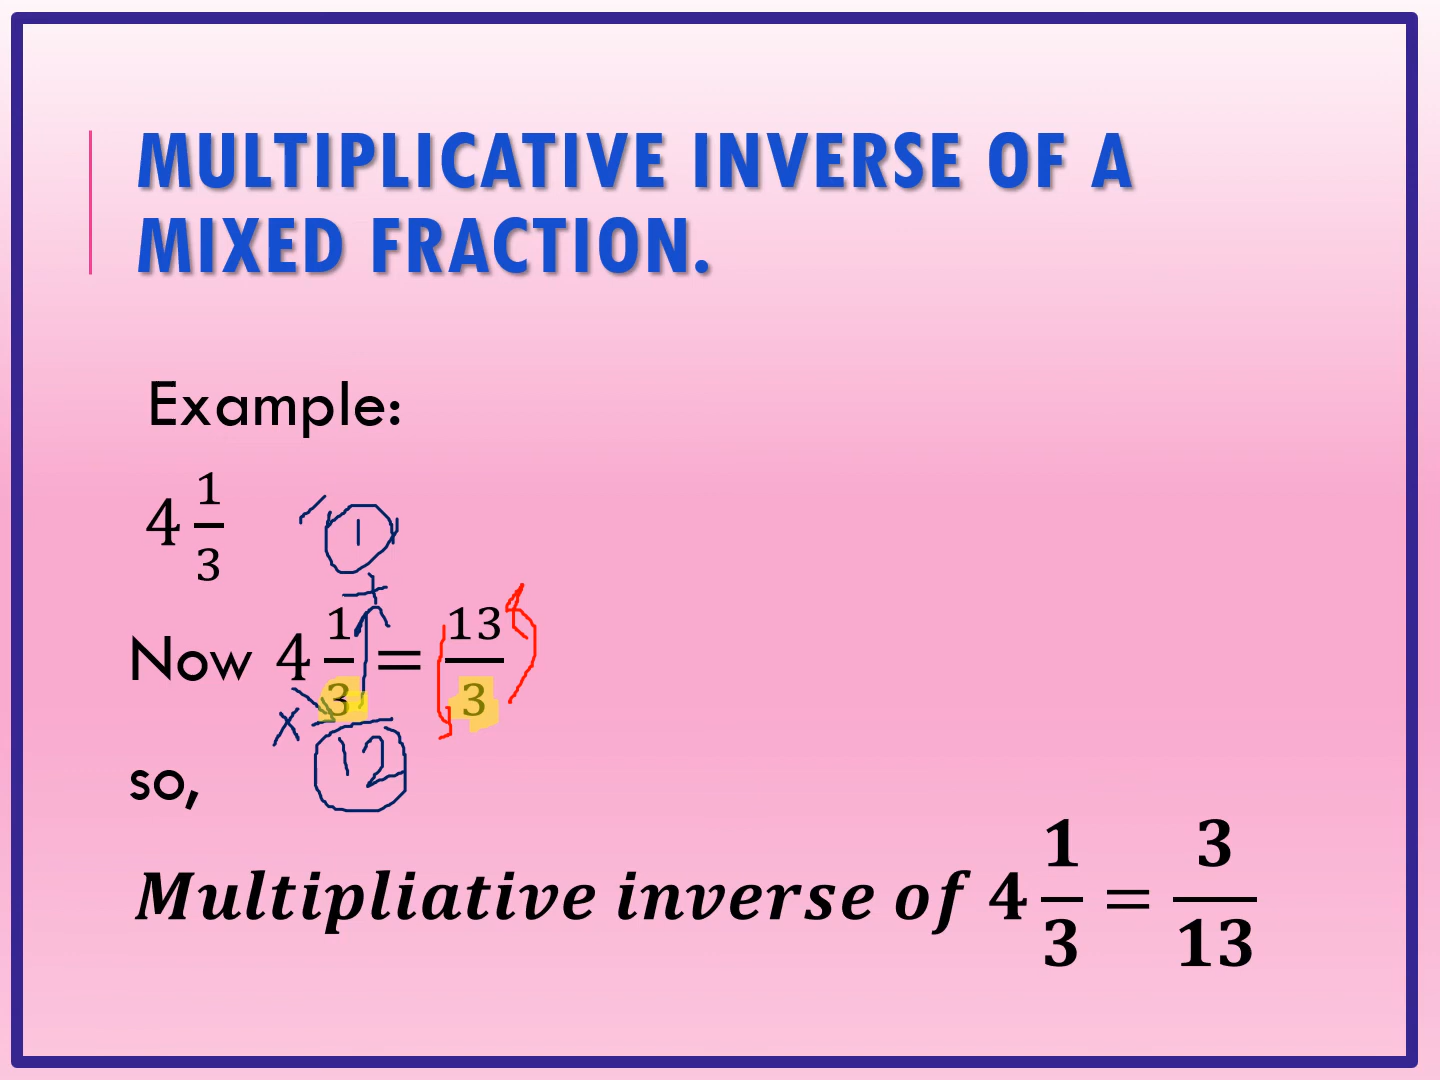 MULTIPLICATIVE INVERSE OF A
MIXED FRACTION.
Example:
4 1/3
1
+
Now 4 1/3 = 13/3
x
12
so,
Multipliative inverse of 4 1/3 = 3/13